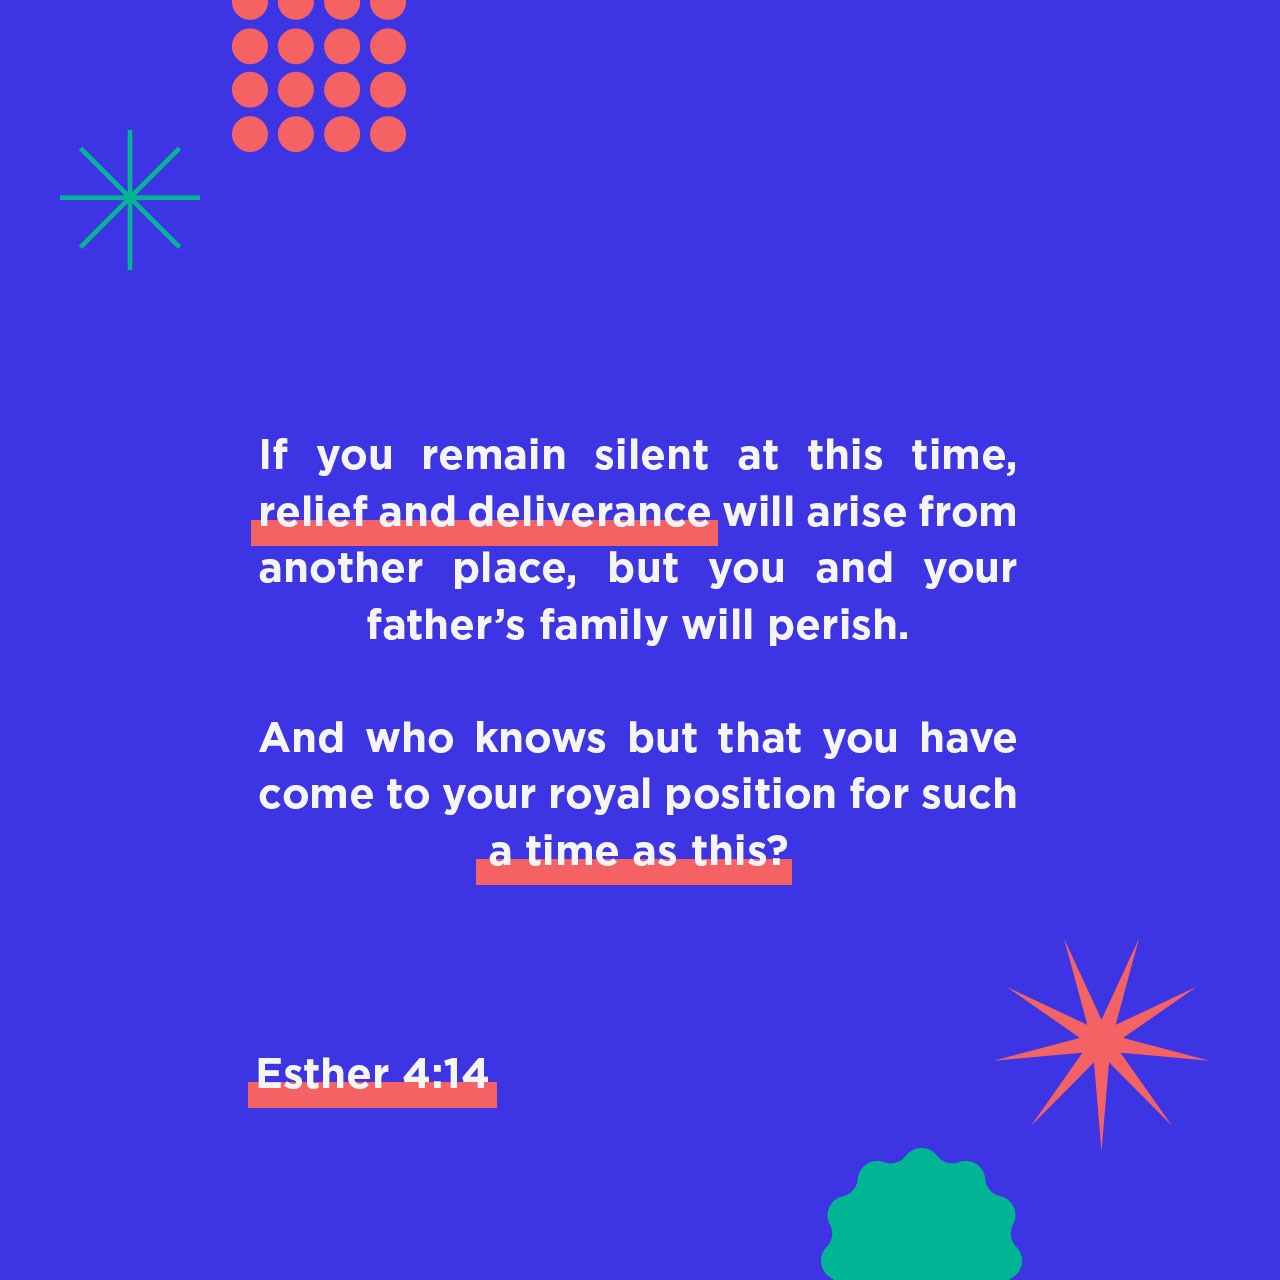 If you remain silent at this time,
relief and deliverance will arise from
another place, but you and your
father’s family will perish.
And who knows but that you have
come to your royal position for such
a time as this?
Esther 4:14